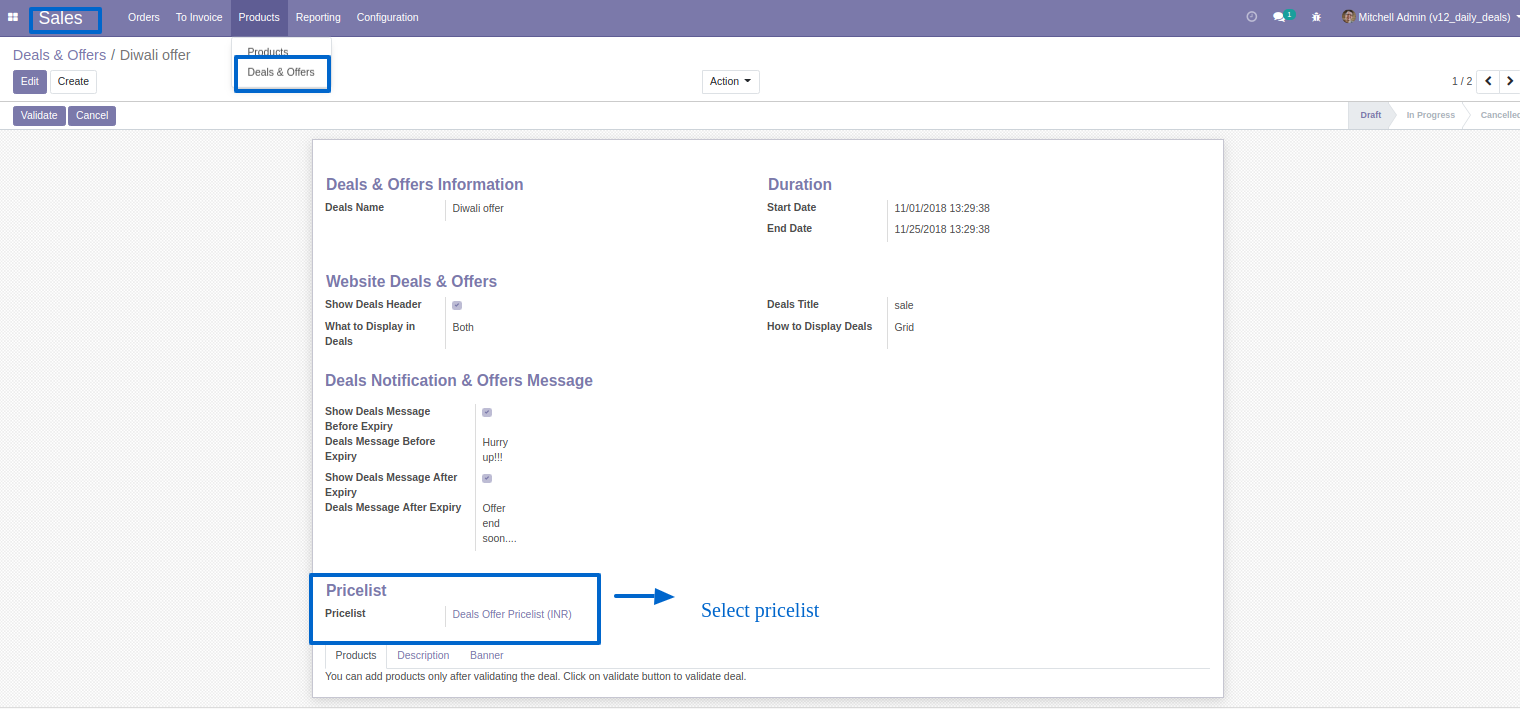 Sales Orders To Invoice Products Reporting Configuration 1 Mitchell Admin (v12_daily_deals)
Deals & Offers / Diwali offer
Products
Deals & Offers
Edit Create Action 1 / 2
Validate Cancel Draft In Progress Cancelled
Deals & Offers Information Duration
Deals Name Diwali offer Start Date 11/01/2018 13:29:38
End Date 11/25/2018 13:29:38
Website Deals & Offers
Show Deals Header Deals Title sale
What to Display in Both How to Display Deals Grid
Deals
Deals Notification & Offers Message
Show Deals Message
Before Expiry
Deals Message Before Hurry
Expiry up!!!
Show Deals Message After
Expiry
Deals Message After Expiry Offer
end
soon....
Pricelist
Pricelist Deals Offer Pricelist (INR)
Select pricelist
Products Description Banner
You can add products only after validating the deal. Click on validate button to validate deal.